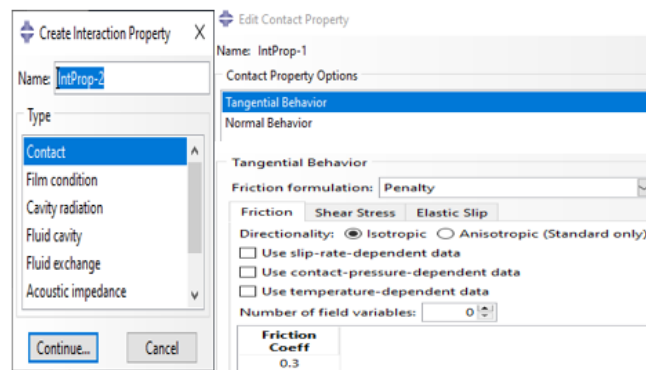 Create Interaction Property
Name: IntProp-2
Type
Contact
Film condition
Cavity radiation
Fluid cavity
Fluid exchange
Acoustic impedance
Continue...
Cancel
Edit Contact Property
Name: IntProp-1
Contact Property Options
Tangential Behavior
Normal Behavior
Tangential Behavior
Friction formulation: Penalty
Friction Shear Stress Elastic Slip
Directionality: Isotropic Anisotropic (Standard only)
Use slip-rate-dependent data
Use contact-pressure-dependent data
Use temperature-dependent data
Number of field variables: 0
Friction
Coeff
0.3